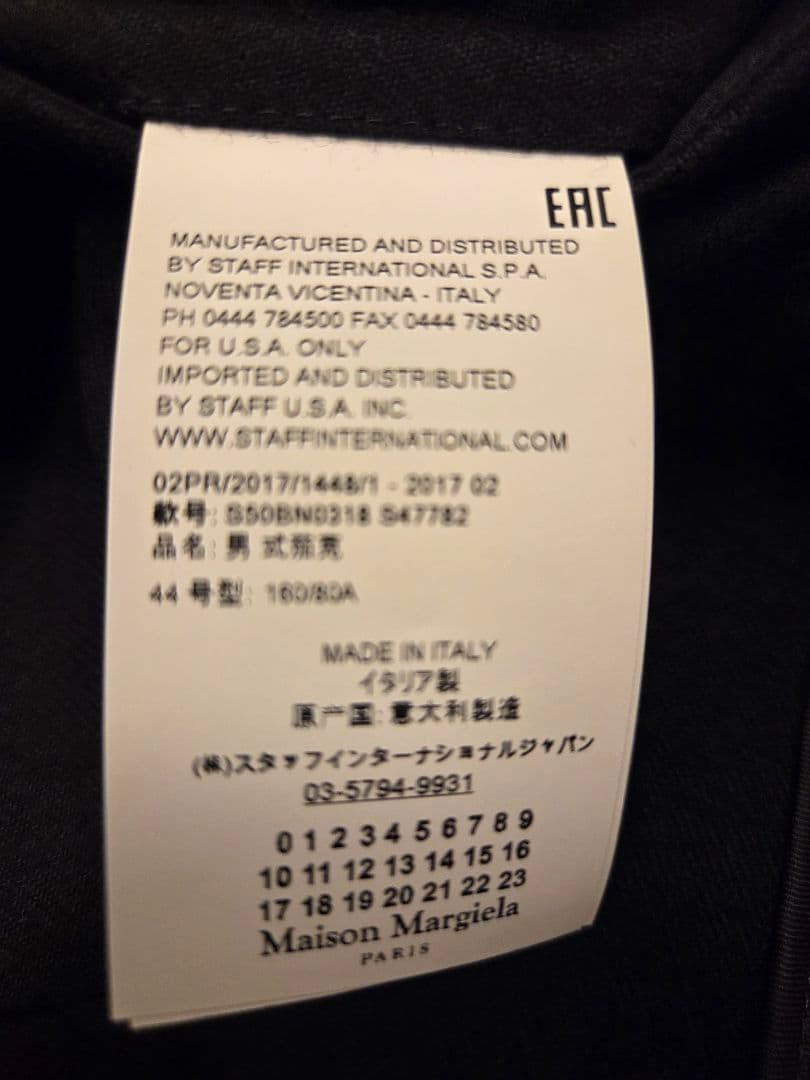 EAC
MANUFACTURED AND DISTRIBUTED
BY STAFF INTERNATIONAL S.P.A.
NOVENTA VICENTINA - ITALY
PH 0444 784500 FAX 0444 784580
FOR U.S.A. ONLY
IMPORTED AND DISTRIBUTED
BY STAFF U.S.A. INC.
WWW.STAFFINTERNATIONAL.COM
02PR/2017/1448/1 - 2017 02
款号: S50BN0318 S47782
品名: 男 式
44 号型: 160/80A
MADE IN ITALY
イタリア製
原产国: 意大利製造
(株)スタッフインターナショナルジャパン
03-5794-9931
0 1 2 3 4 5 6 7 8 9
10 11 12 13 14 15 16
17 18 19 20 21 22 23
Maison Margiela
PARIS